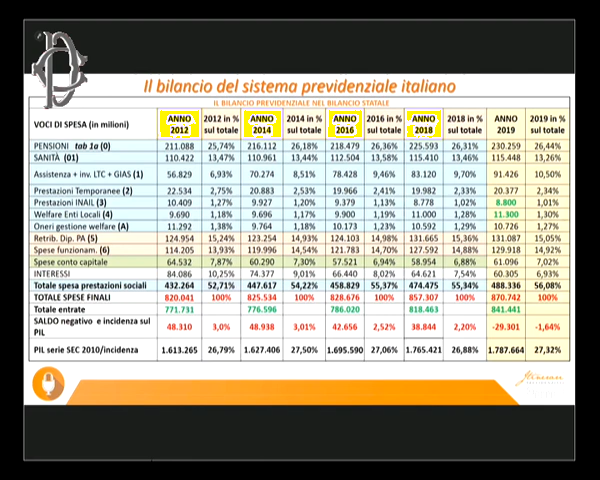 Il bilancio del sistema previdenziale italiano
IL BILANCIO PREVIDENZIALE NEL BILANCIO STATALE
VOCI DI SPESA (in milioni) ANNO 2012 2012 in % sul totale ANNO 2014 2014 in % sul totale ANNO 2016 2016 in % sul totale ANNO 2018 2018 in % sul totale ANNO 2019 2019 in % sul totale
PENSIONI tab 1a (0) 211.088 25,74% 216.112 26,18% 218.479 26,36% 225.593 26,31% 230.259 26,44%
SANITÀ (01) 110.422 13,47% 110.961 13,44% 112.504 13,58% 115.410 13,46% 115.448 13,26%
Assistenza + inv. LTC + GIAS (1) 56.829 6,93% 70.274 8,51% 78.428 9,46% 83.120 9,70% 91.426 10,50%
Prestazioni Temporanee (2) 22.534 2,75% 20.883 2,53% 19.966 2,41% 19.982 2,33% 20.377 2,34%
Prestazioni INAIL (3) 10.409 1,27% 9.927 1,20% 9.379 1,13% 8.778 1,02% 8.800 1,01%
Welfare Enti Locali (4) 9.690 1,18% 9.696 1,17% 9.900 1,19% 11.000 1,28% 11.300 1,30%
Oneri gestione welfare (A) 11.292 1,38% 9.764 1,18% 10.173 1,23% 10.592 1,29% 10.726 1,27%
Retrib. Dip. PA (5) 124.954 15,24% 123.254 14,93% 124.103 14,98% 131.665 15,36% 131.087 15,05%
Spese funzionam. (6) 114.205 13,93% 119.996 14,54% 121.783 14,70% 127.592 14,88% 129.918 14,92%
Spese conto capitale 64.532 7,87% 60.290 7,30% 57.521 6,94% 58.954 6,88% 61.096 7,02%
INTERESSI 84.086 10,25% 74.377 9,01% 66.440 8,02% 64.621 7,54% 60.305 6,93%
Totale spesa prestazioni sociali 432.264 52,71% 447.617 54,22% 458.829 55,37% 474.475 55,34% 488.336 56,08%
TOTALE SPESE FINALI 820.041 100% 825.534 100% 828.676 100% 857.307 100% 870.742 100%
Totale entrate 771.731 776.596 786.020 818.463 841.441
SALDO negativo e incidenza sul PIL 48.310 3,0% 48.938 3,01% 42.656 2,52% 38.844 2,20% -29.301 -1,64%
PIL serie SEC 2010/incidenza 1.613.265 26,79% 1.627.406 27,50% 1.695.590 27,06% 1.765.421 26,88% 1.787.664 27,32%